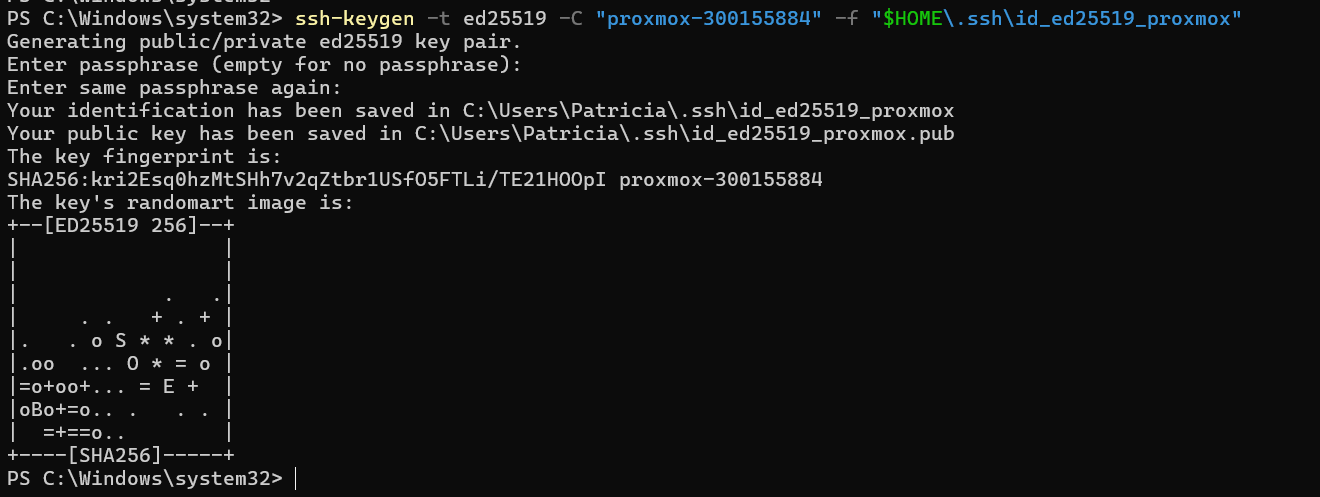 PS C:\Windows\system32> ssh-keygen -t ed25519 -C "proxmox-300155884" -f "$HOME\.ssh\id_ed25519_proxmox"
Generating public/private ed25519 key pair.
Enter passphrase (empty for no passphrase):
Enter same passphrase again:
Your identification has been saved in C:\Users\Patricia\.ssh\id_ed25519_proxmox
Your public key has been saved in C:\Users\Patricia\.ssh\id_ed25519_proxmox.pub
The key fingerprint is:
SHA256:kri2Esq0hzMtSHh7v2qZtbr1USfO5FTLi/TE21HOOpI proxmox-300155884
The key's randomart image is:
+--[ED25519 256]--+
|                 |
|                 |
|            .   .|
|     . .   + . + |
|.   . o S * * . o|
|.oo  ... O * = o |
|=o+oo+... = E +  |
|oBo+=o.. .   . . |
|  =+==o..        |
+----[SHA256]-----+
PS C:\Windows\system32>